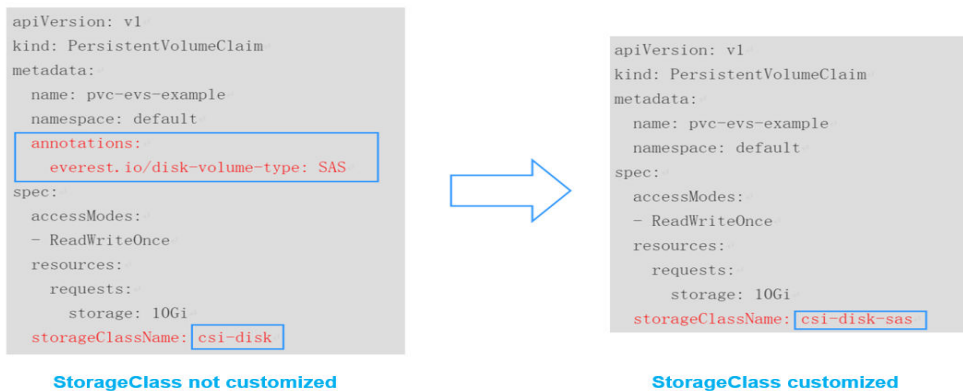 apiVersion: v1
kind: PersistentVolumeClaim
metadata:
  name: pvc-evs-example
  namespace: default
  annotations:
    everest.io/disk-volume-type: SAS
spec:
  accessModes:
  - ReadWriteOnce
  resources:
    requests:
      storage: 10Gi
  storageClassName: csi-disk
StorageClass not customized
apiVersion: v1
kind: PersistentVolumeClaim
metadata:
  name: pvc-evs-example
  namespace: default
spec:
  accessModes:
  - ReadWriteOnce
  resources:
    requests:
      storage: 10Gi
  storageClassName: csi-disk-sas
StorageClass customized